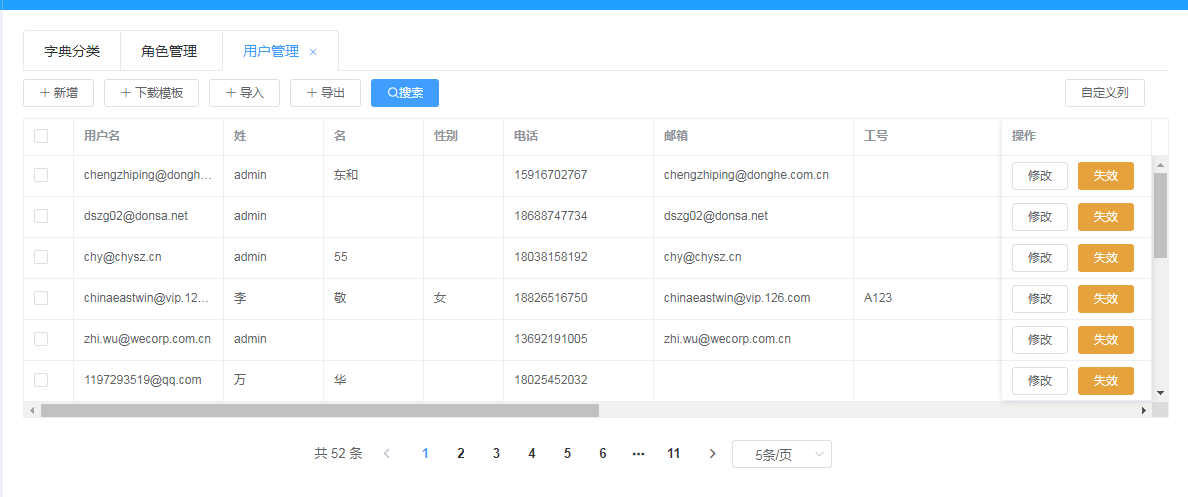 字典分类 角色管理 用户管理 ×
+ 新增 + 下载模板 + 导入 + 导出 搜索 自定义列
用户名 姓 名 性别 电话 邮箱 工号 操作
chengzhiping@donghe... admin 东和 15916702767 chengzhiping@donghe.com.cn 修改 失效
dszg02@donsa.net admin 18688747734 dszg02@donsa.net 修改 失效
chy@chysz.cn admin 55 18038158192 chy@chysz.cn 修改 失效
chinaeastwin@vip.12... 李 敬 女 18826516750 chinaeastwin@vip.126.com A123 修改 失效
zhi.wu@wecorp.com.cn admin 13692191005 zhi.wu@wecorp.com.cn 修改 失效
1197293519@qq.com 万 华 18025452032 修改 失效
共 52 条 < 1 2 3 4 5 6 ••• 11 > 5条/页